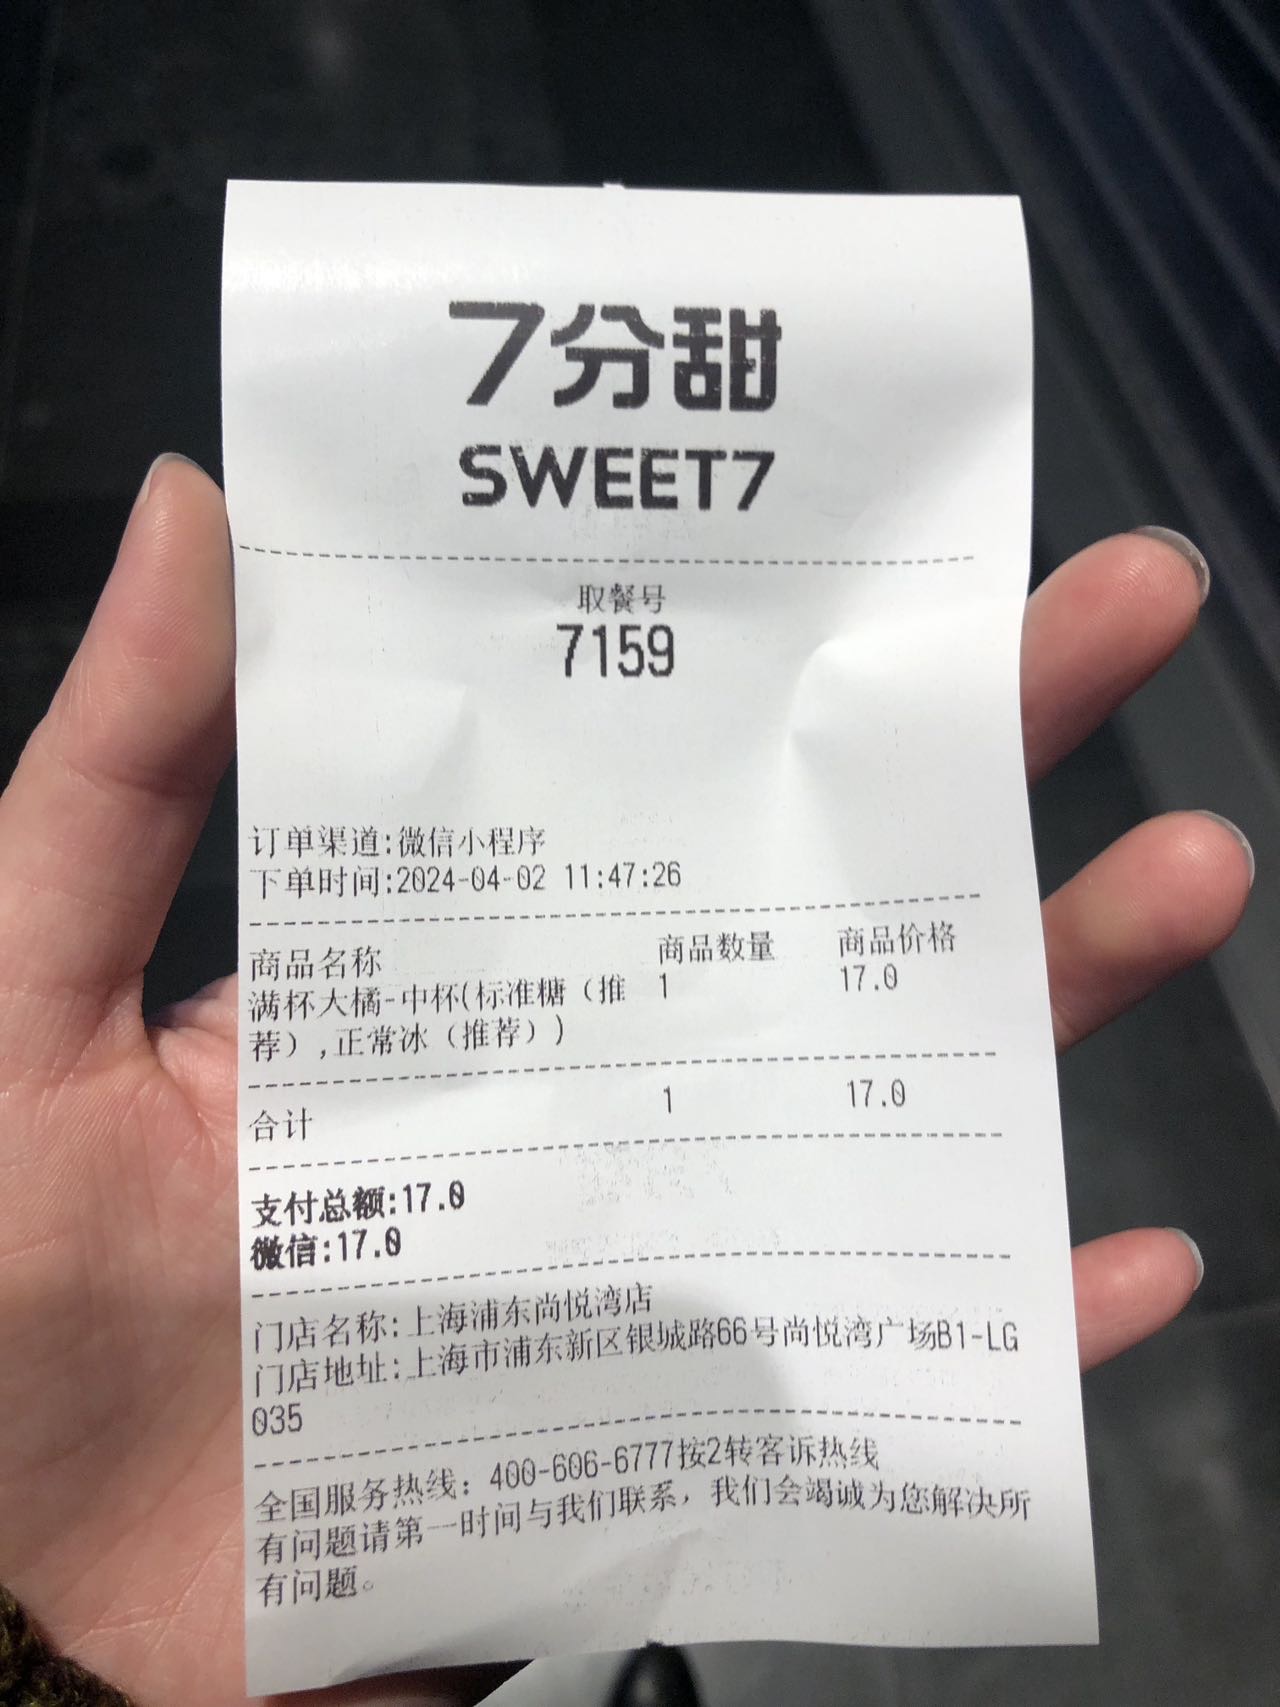 7分甜
SWEET7
取餐号
7159
订单渠道:微信小程序
下单时间:2024-04-02 11:47:26
商品名称 商品数量 商品价格
满杯大橘-中杯(标准糖（推 1 17.0
荐）,正常冰（推荐）)
合计 1 17.0
支付总额:17.0
微信:17.0
门店名称:上海浦东尚悦湾店
门店地址:上海市浦东新区银城路66号尚悦湾广场B1-LG
035
全国服务热线：400-606-6777按2转客诉热线
有问题请第一时间与我们联系，我们会竭诚为您解决所
有问题。